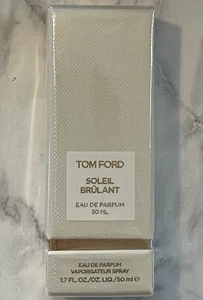 TOM FORD
SOLEIL
BRÛLANT
EAU DE PARFUM
50 ML
EAU DE PARFUM
VAPORISATEUR SPRAY
1.7 FL. OZ./OZ. LIQ./50 ml ℮